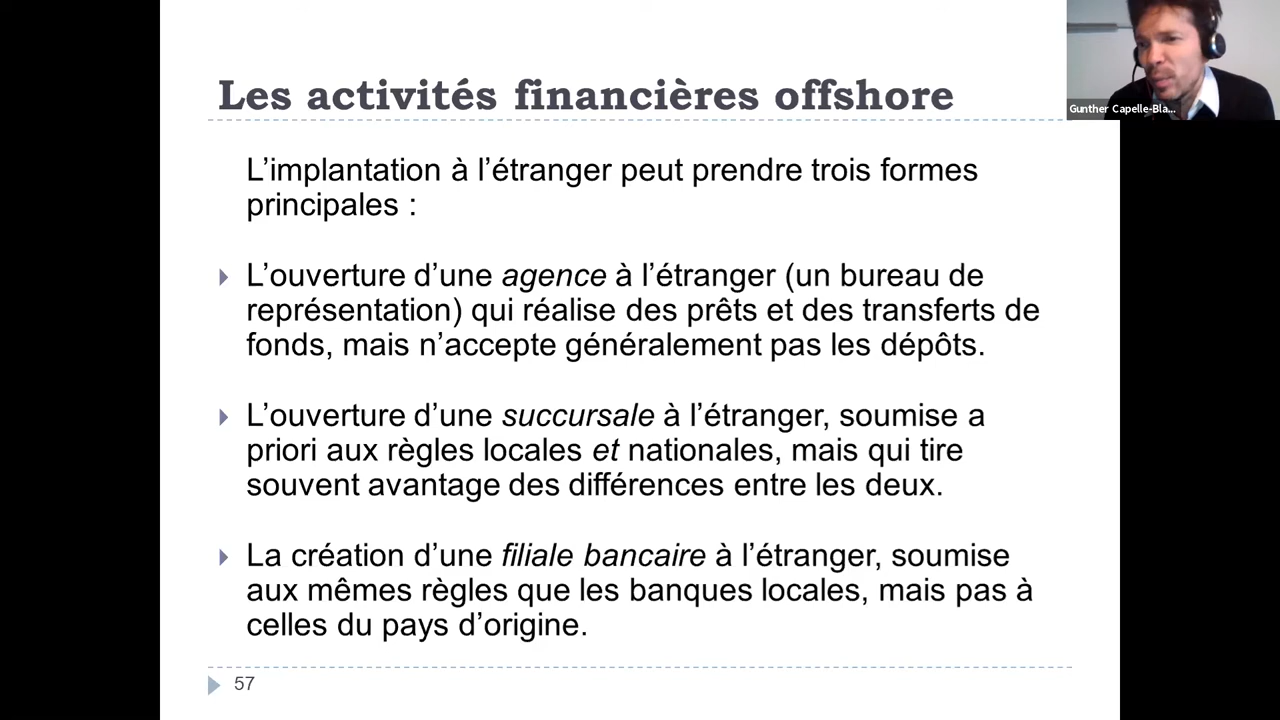 Les activités financières offshore
Gunther Capelle-Bla...
L’implantation à l’étranger peut prendre trois formes
principales :
L’ouverture d’une agence à l’étranger (un bureau de
représentation) qui réalise des prêts et des transferts de
fonds, mais n’accepte généralement pas les dépôts.
L’ouverture d’une succursale à l’étranger, soumise a
priori aux règles locales et nationales, mais qui tire
souvent avantage des différences entre les deux.
La création d’une filiale bancaire à l’étranger, soumise
aux mêmes règles que les banques locales, mais pas à
celles du pays d’origine.
57